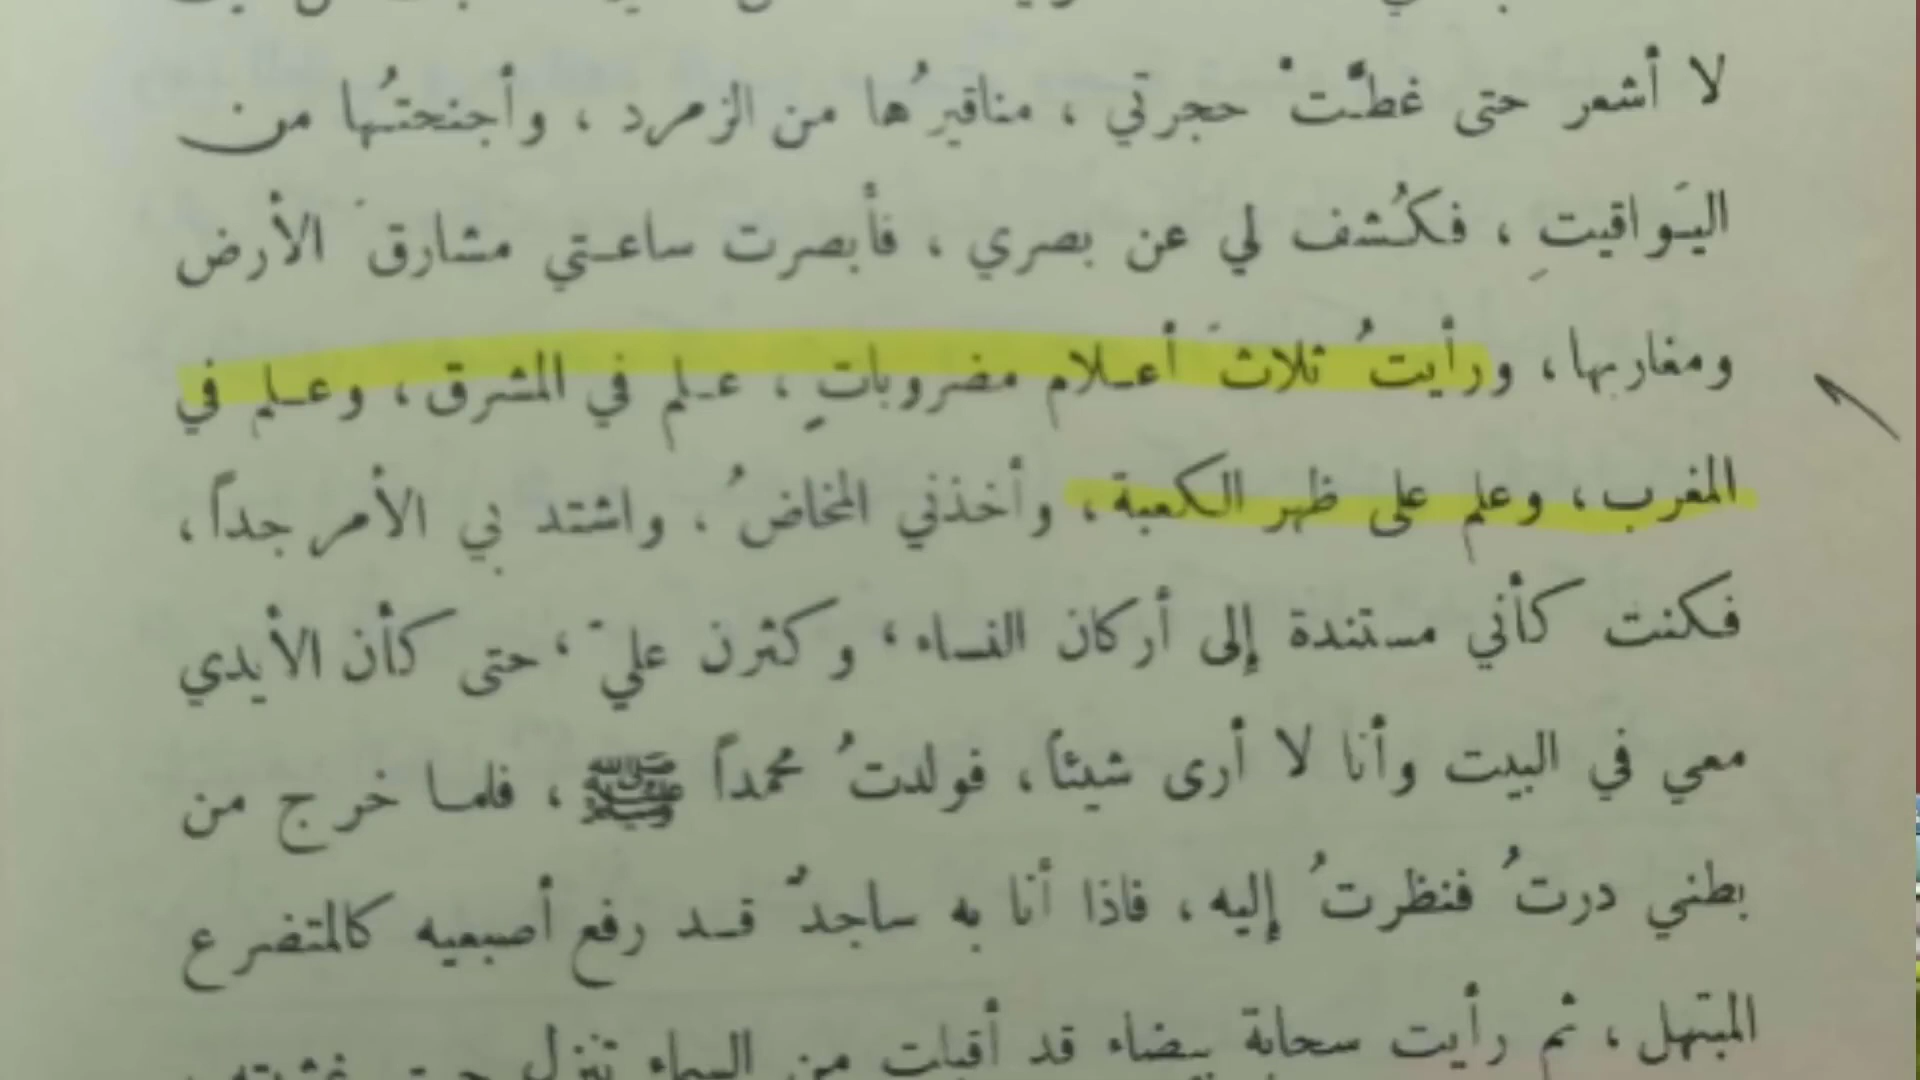 لا أشعر حتى غطّتْ حجرتي ، مناقيرُها من الزمرد ، وأجنحتُها من
اليَواقيتِ ، فكُشف لي عن بصري ، فأبصرت ساعتي مشارقَ الأرض
ومغاربها ، ورأيتُ ثلاثَ أعلام مضروباتٍ ، علم في المشرق ، وعلم في
المغرب ، وعلم على ظهر الكعبة ، وأخذني المخاضُ ، واشتد بي الأمر جداً ،
فكنت كأني مستندة إلى أركان النساء ، وكثرن عليّ ، حتى كأن الأيدي
معي في البيت وأنا لا أرى شيئاً ، فولدتُ محمداً ﷺ ، فلما خرج من
بطني درتُ فنظرتُ إليه ، فاذا أنا به ساجدٌ قد رفع أصبعيه كالمتضرع
المبتهل ، ثم رأيت سحابة بيضاء قد أقبلت من السماء تنزل